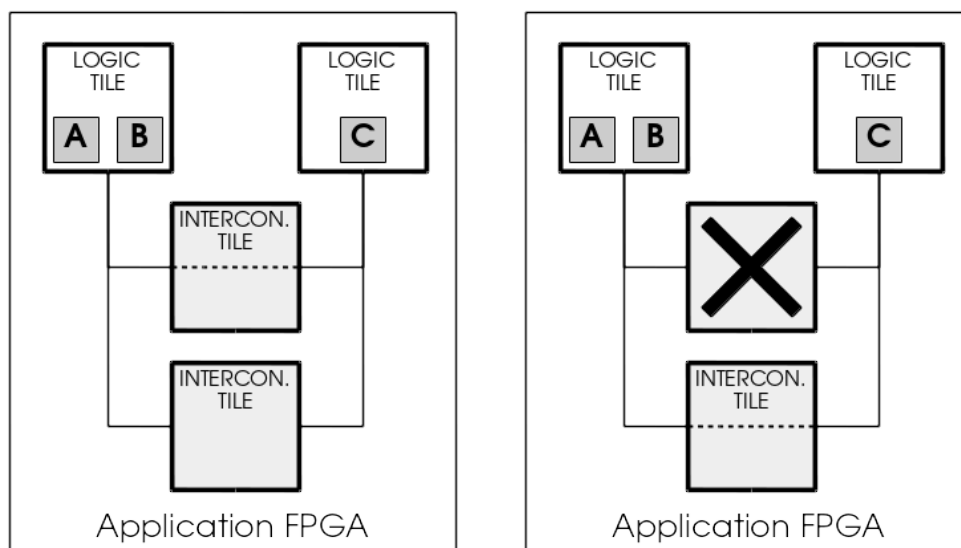 LOGIC
TILE
A B
LOGIC
TILE
C
INTERCON.
TILE
INTERCON.
TILE
Application FPGA
LOGIC
TILE
A B
LOGIC
TILE
C
INTERCON.
TILE
Application FPGA